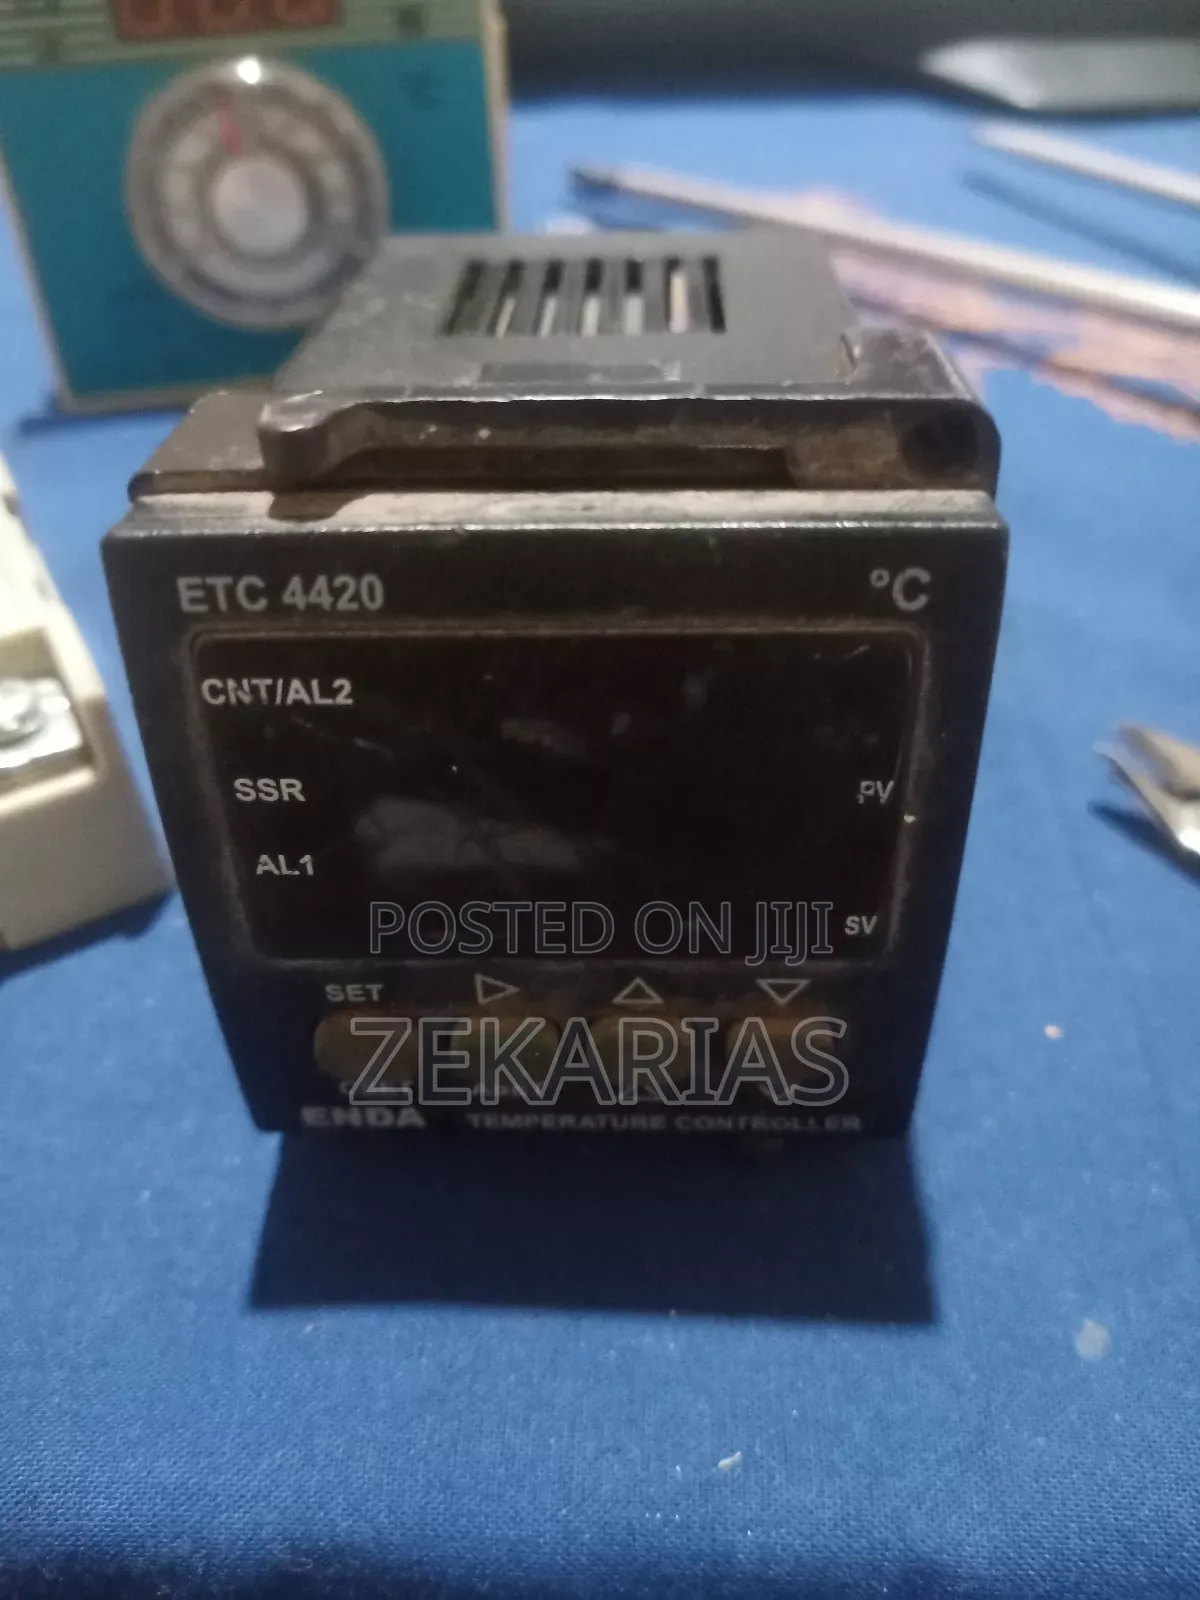 ETC 4420 °C
CNT/AL2
SSR PV
AL1
POSTED ON JIJI SV
SET
ZEKARIAS
ENDA TEMPERATURE CONTROLLER